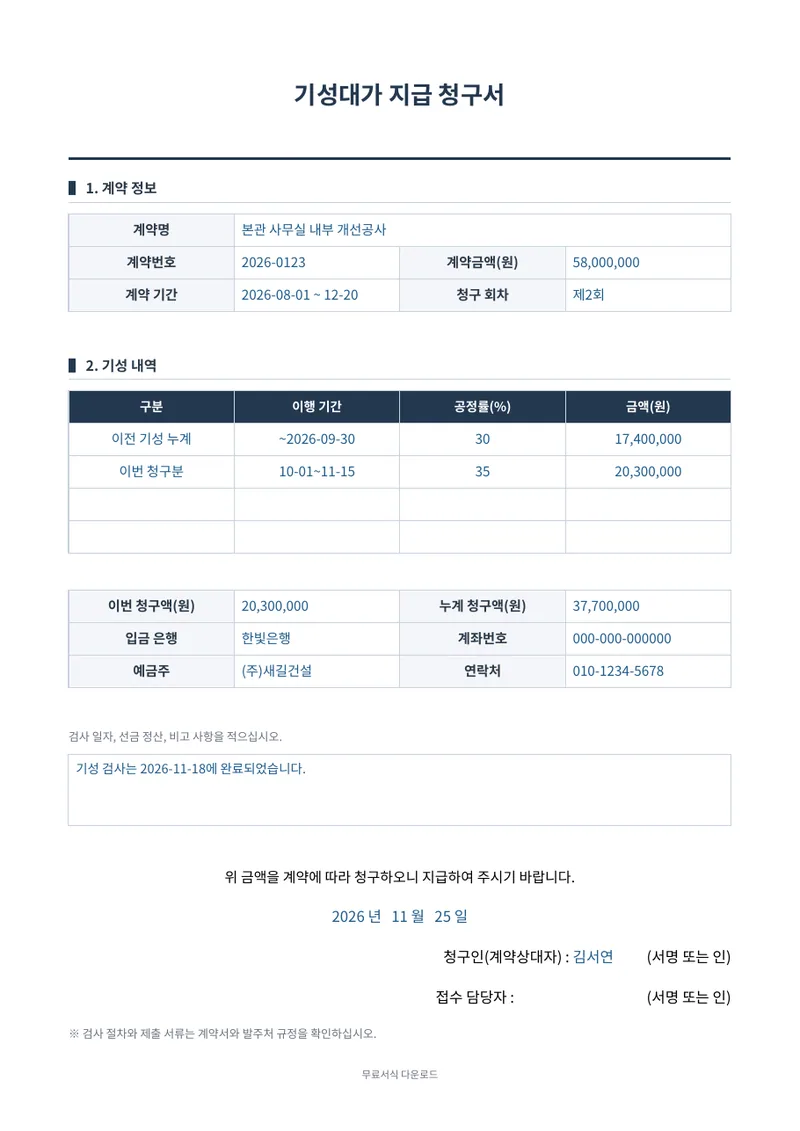 기성대가 지급 청구서
1. 계약 정보
계약명 본관 사무실 내부 개선공사
계약번호 2026-0123 계약금액(원) 58,000,000
계약 기간 2026-08-01 ~ 12-20 청구 회차 제2회
2. 기성 내역
구분 이행 기간 공정률(%) 금액(원)
이전 기성 누계 ~2026-09-30 30 17,400,000
이번 청구분 10-01~11-15 35 20,300,000
이번 청구액(원) 20,300,000 누계 청구액(원) 37,700,000
입금 은행 한빛은행 계좌번호 000-000-000000
예금주 (주)새길건설 연락처 010-1234-5678
검사 일자, 선금 정산, 비고 사항을 적으십시오.
기성 검사는 2026-11-18에 완료되었습니다.
위 금액을 계약에 따라 청구하오니 지급하여 주시기 바랍니다.
2026 년 11 월 25 일
청구인(계약상대자) : 김서연 (서명 또는 인)
접수 담당자 : (서명 또는 인)
※ 검사 절차와 제출 서류는 계약서와 발주처 규정을 확인하십시오.
무료서식 다운로드